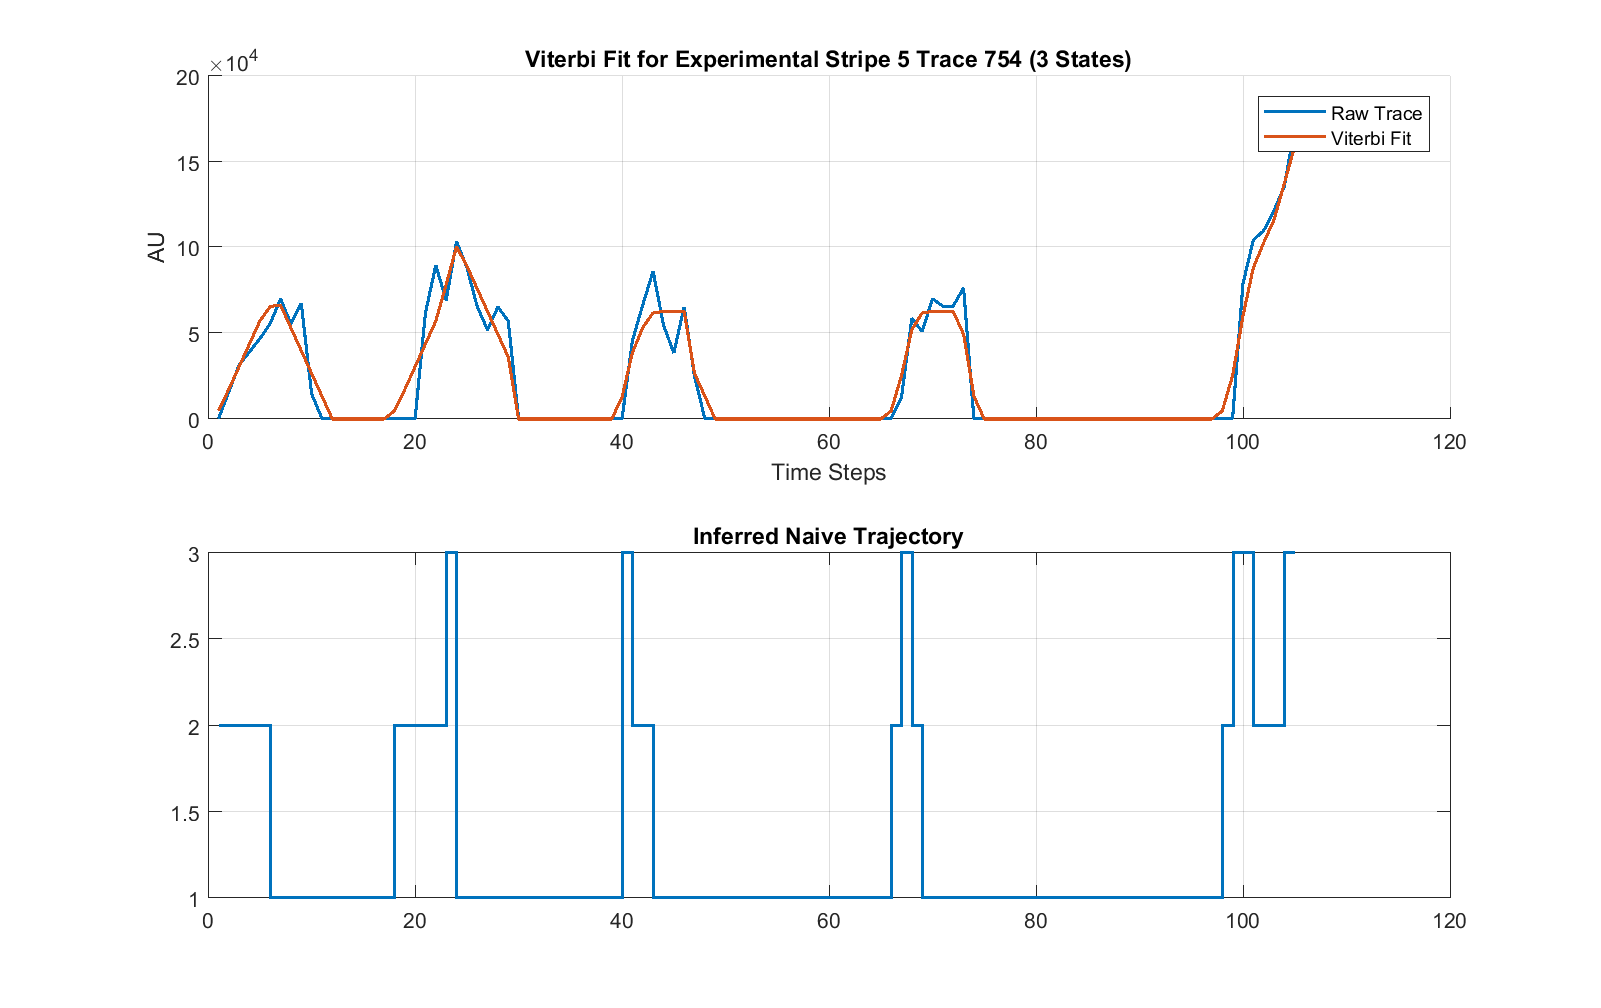 Viterbi Fit for Experimental Stripe 5 Trace 754 (3 States)
×10⁴
20
15
10
5
0
AU
Raw Trace
Viterbi Fit
0 20 40 60 80 100 120
Time Steps
Inferred Naive Trajectory
3
2.5
2
1.5
1
0 20 40 60 80 100 120